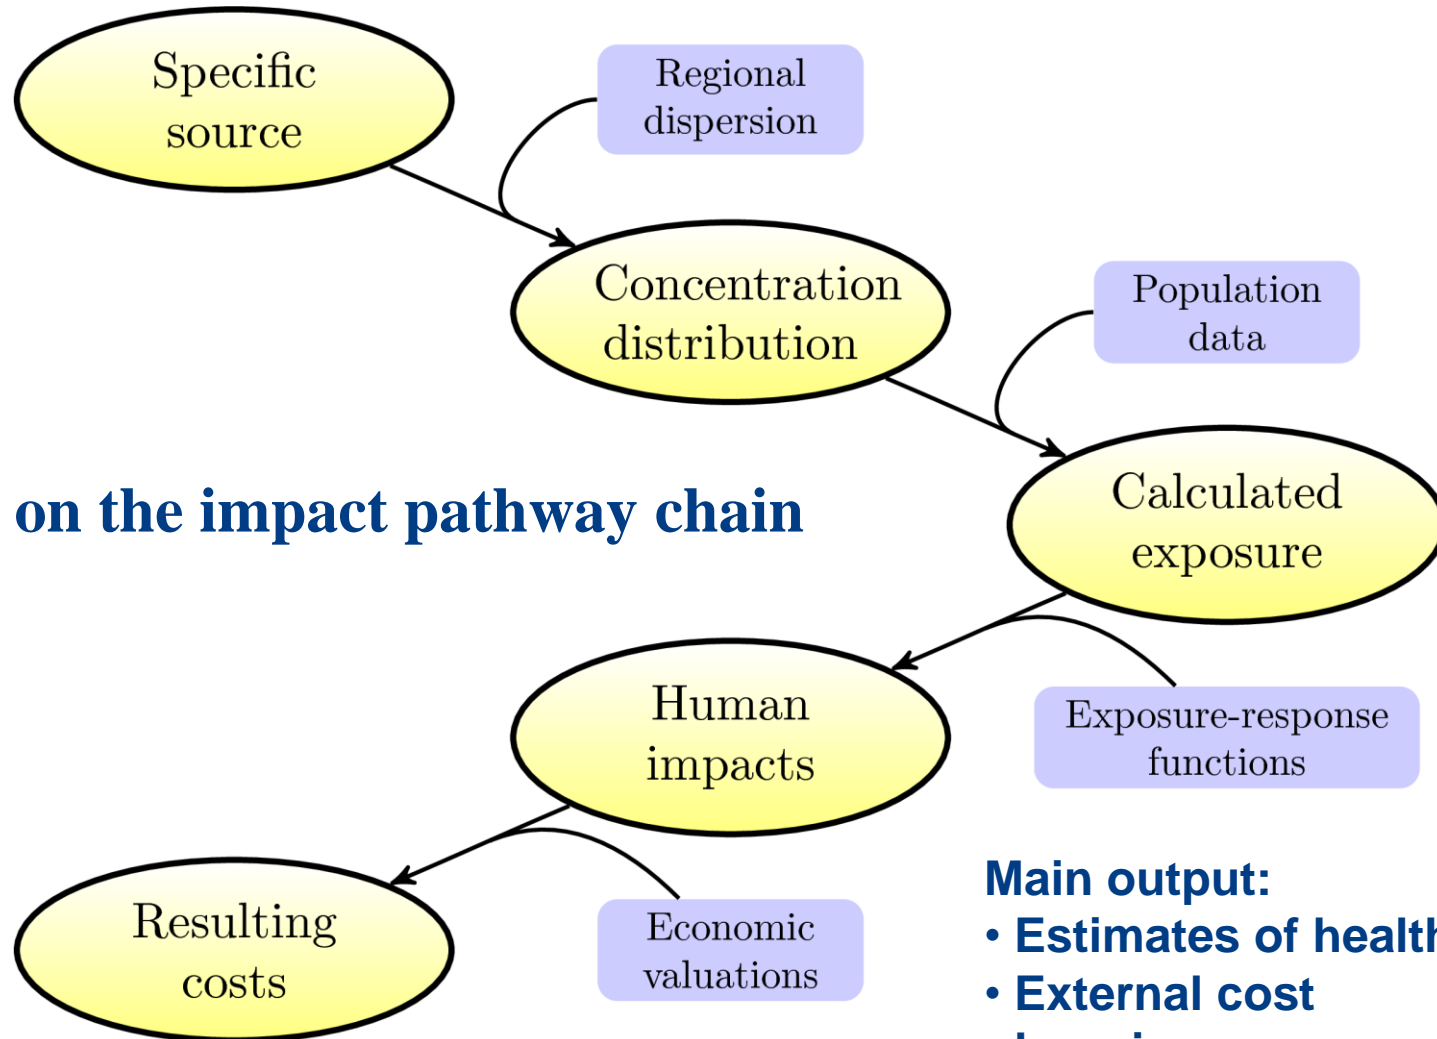 Specific
source
Regional
dispersion
Concentration
distribution
Population
data
on the impact pathway chain
Calculated
exposure
Human
impacts
Exposure-response
functions
Resulting
costs
Economic
valuations
Main output:
• Estimates of health
• External cost